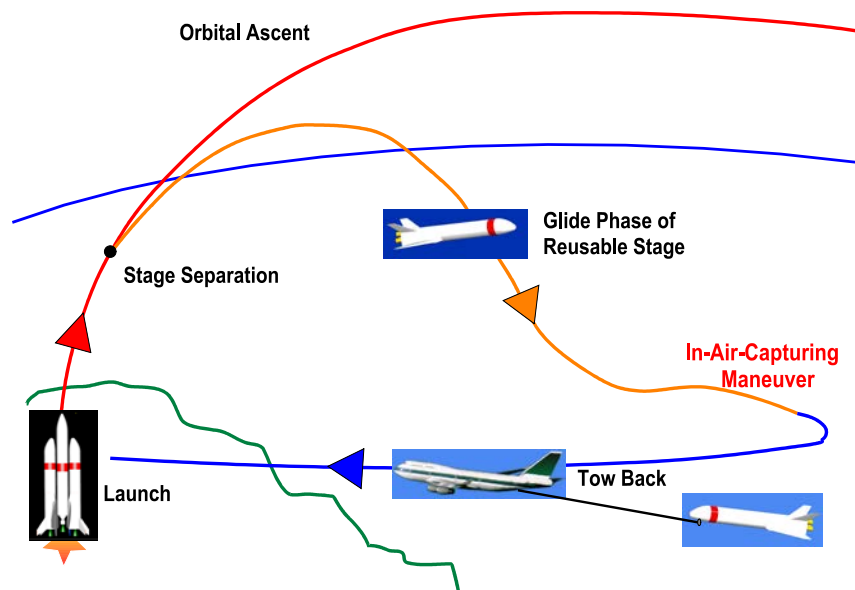 Orbital Ascent
Glide Phase of
Reusable Stage
Stage Separation
In-Air-Capturing
Maneuver
Launch
Tow Back